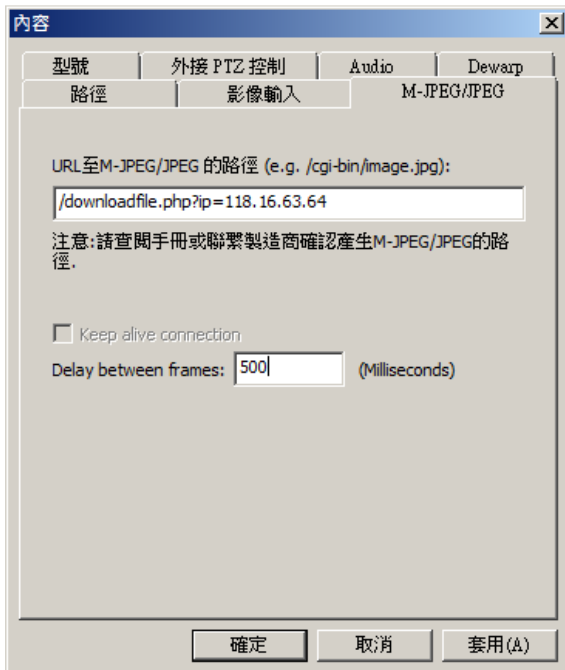 內容
型號 外接 PTZ 控制 Audio Dewarp
路徑 影像輸入 M-JPEG/JPEG
URL至M-JPEG/JPEG 的路徑 (e.g. /cgi-bin/image.jpg):
/downloadfile.php?ip=118.16.63.64
注意:請查閱手冊或聯繫製造商確認產生M-JPEG/JPEG的路
徑.
Keep alive connection
Delay between frames: 500 (Milliseconds)
確定 取消 套用(A)